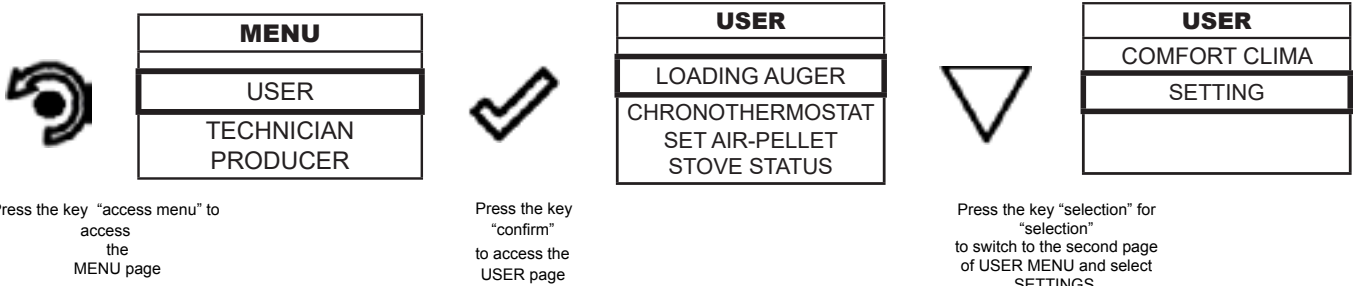 MENU
USER
TECHNICIAN
PRODUCER
Press the key “access menu” to
access
the
MENU page
Press the key
“confirm”
to access the
USER page
USER
LOADING AUGER
CHRONOTHERMOSTAT
SET AIR-PELLET
STOVE STATUS
Press the key “selection” for
“selection”
to switch to the second page
of USER MENU and select
SETTINGS
USER
COMFORT CLIMA
SETTING